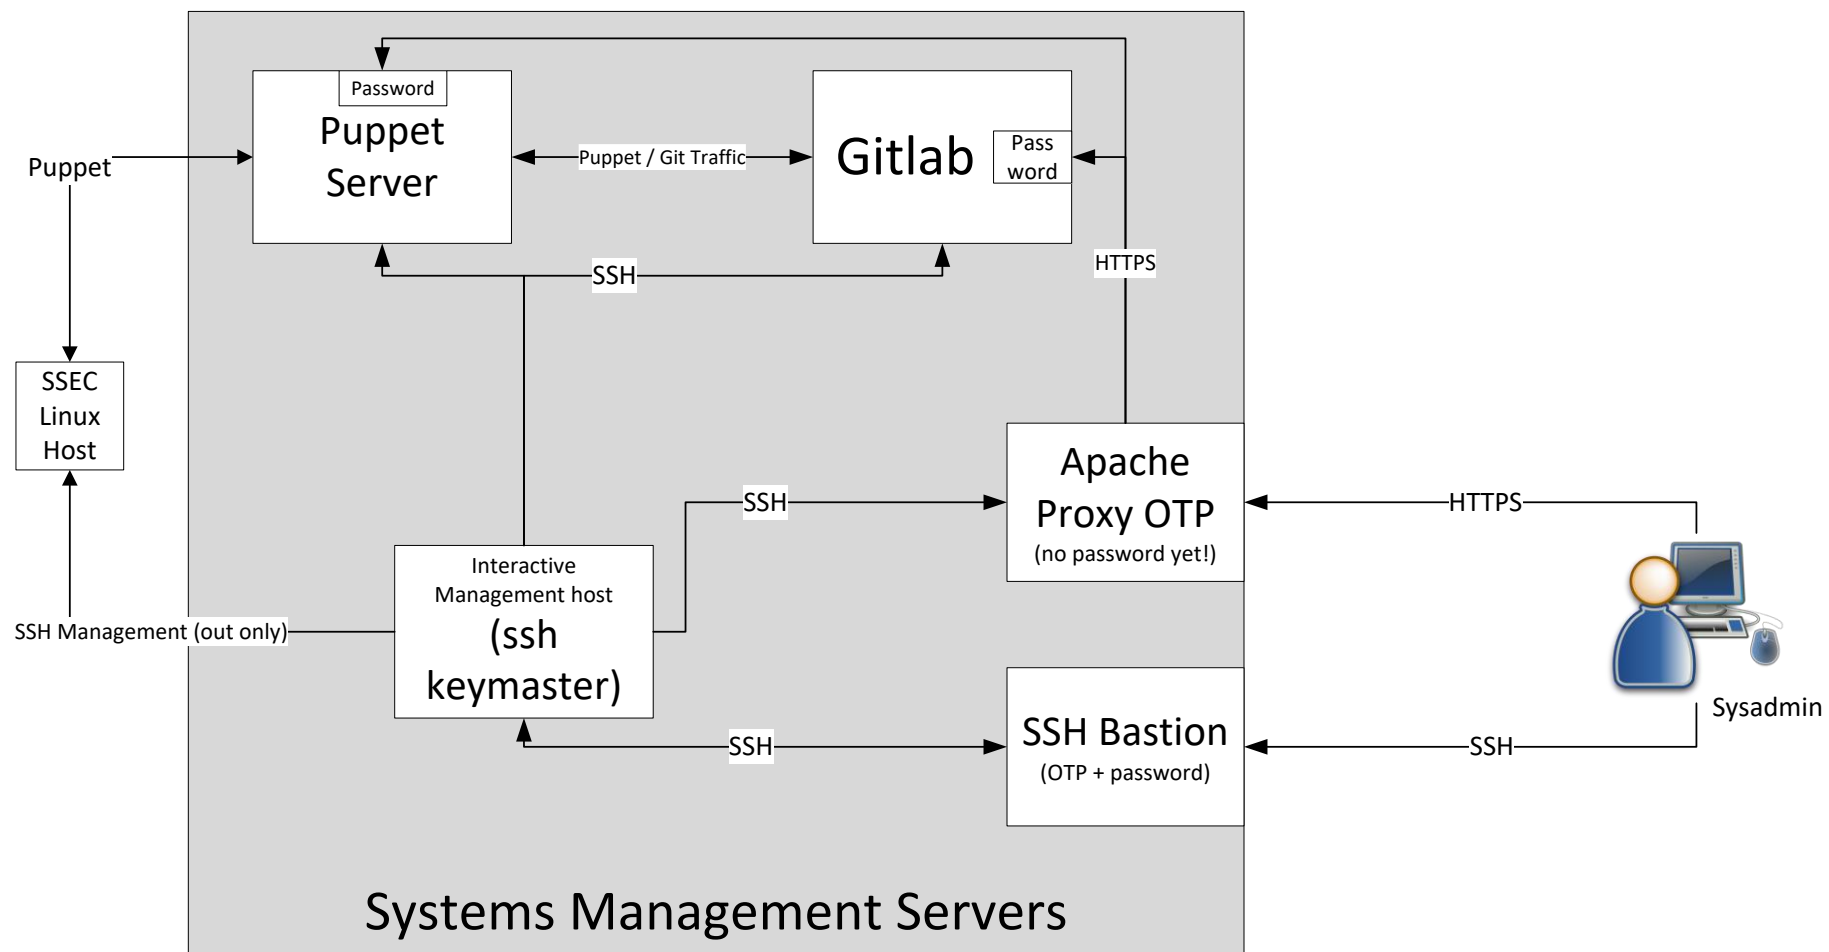 Password
Puppet
Server
Puppet / Git Traffic
Gitlab
Pass
word
Puppet
SSH
HTTPS
SSEC
Linux
Host
Apache
Proxy OTP
(no password yet!)
SSH
HTTPS
Interactive
Management host
(ssh
keymaster)
SSH Management (out only)
SSH Bastion
(OTP + password)
SSH
SSH
Sysadmin
Systems Management Servers